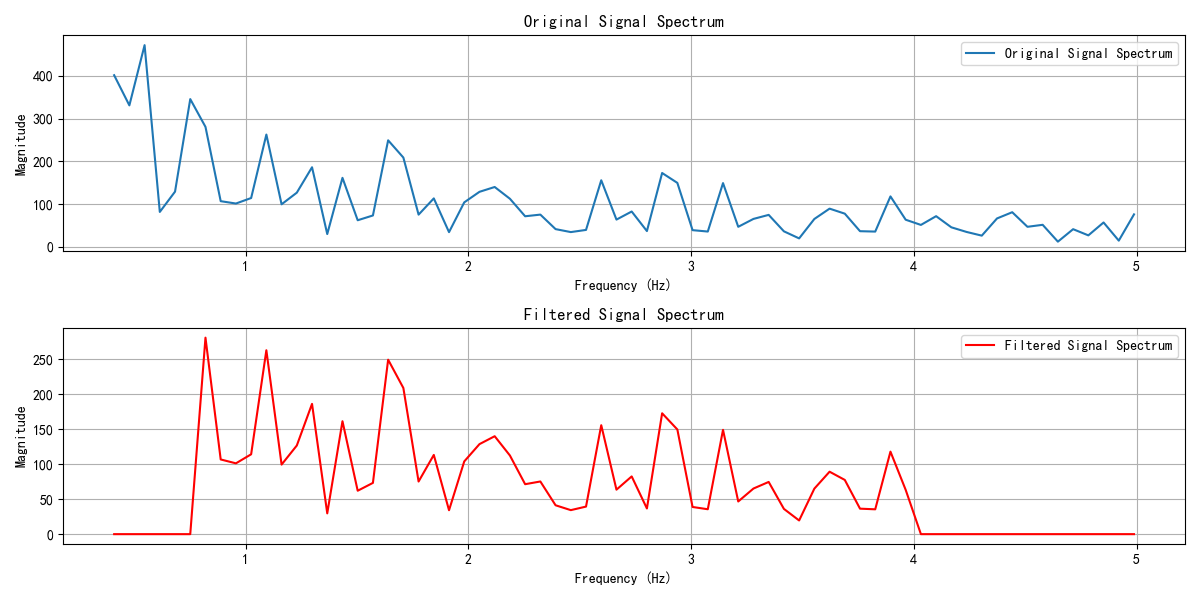 Original Signal Spectrum
Original Signal Spectrum
Magnitude
400
300
200
100
0
1 2 3 4 5
Frequency (Hz)
Filtered Signal Spectrum
Filtered Signal Spectrum
Magnitude
250
200
150
100
50
0
1 2 3 4 5
Frequency (Hz)